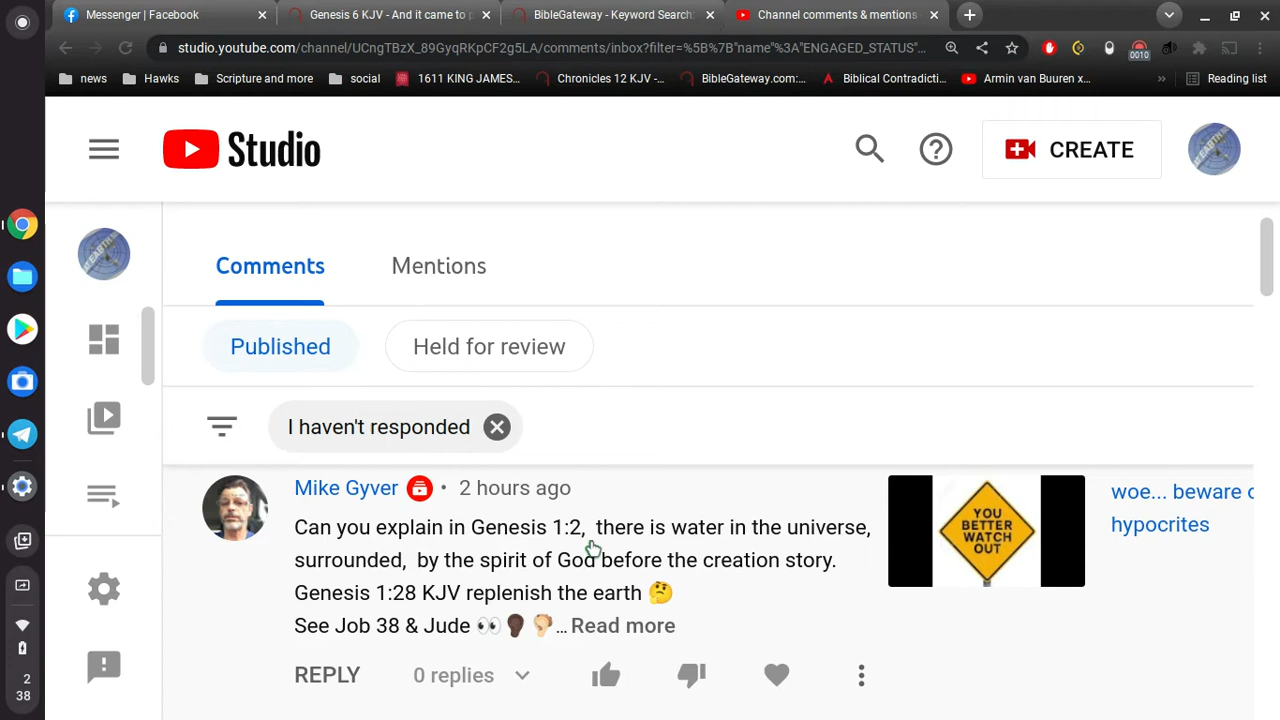 Messenger | Facebook
Genesis 6 KJV - And it came to p
BibleGateway - Keyword Search:
Channel comments & mentions
studio.youtube.com/channel/UCngTBzX_89GyqRKpCF2g5LA/comments/inbox?filter=%5B%7B"name"%3A"ENGAGED_STATUS"...
0010
news
Hawks
Scripture and more
social
1611 KING JAMES...
Chronicles 12 KJV -...
BibleGateway.com:...
Biblical Contradicti...
Armin van Buuren x...
»
Reading list
Studio
CREATE
Comments
Mentions
Published
Held for review
I haven't responded
Mike Gyver • 2 hours ago
Can you explain in Genesis 1:2, there is water in the universe,
surrounded, by the spirit of God before the creation story.
Genesis 1:28 KJV replenish the earth 🤔
See Job 38 & Jude 👀👂🏿👂🏼... Read more
REPLY
0 replies
YOU
BETTER
WATCH
OUT
woe... beware o
hypocrites
2
38